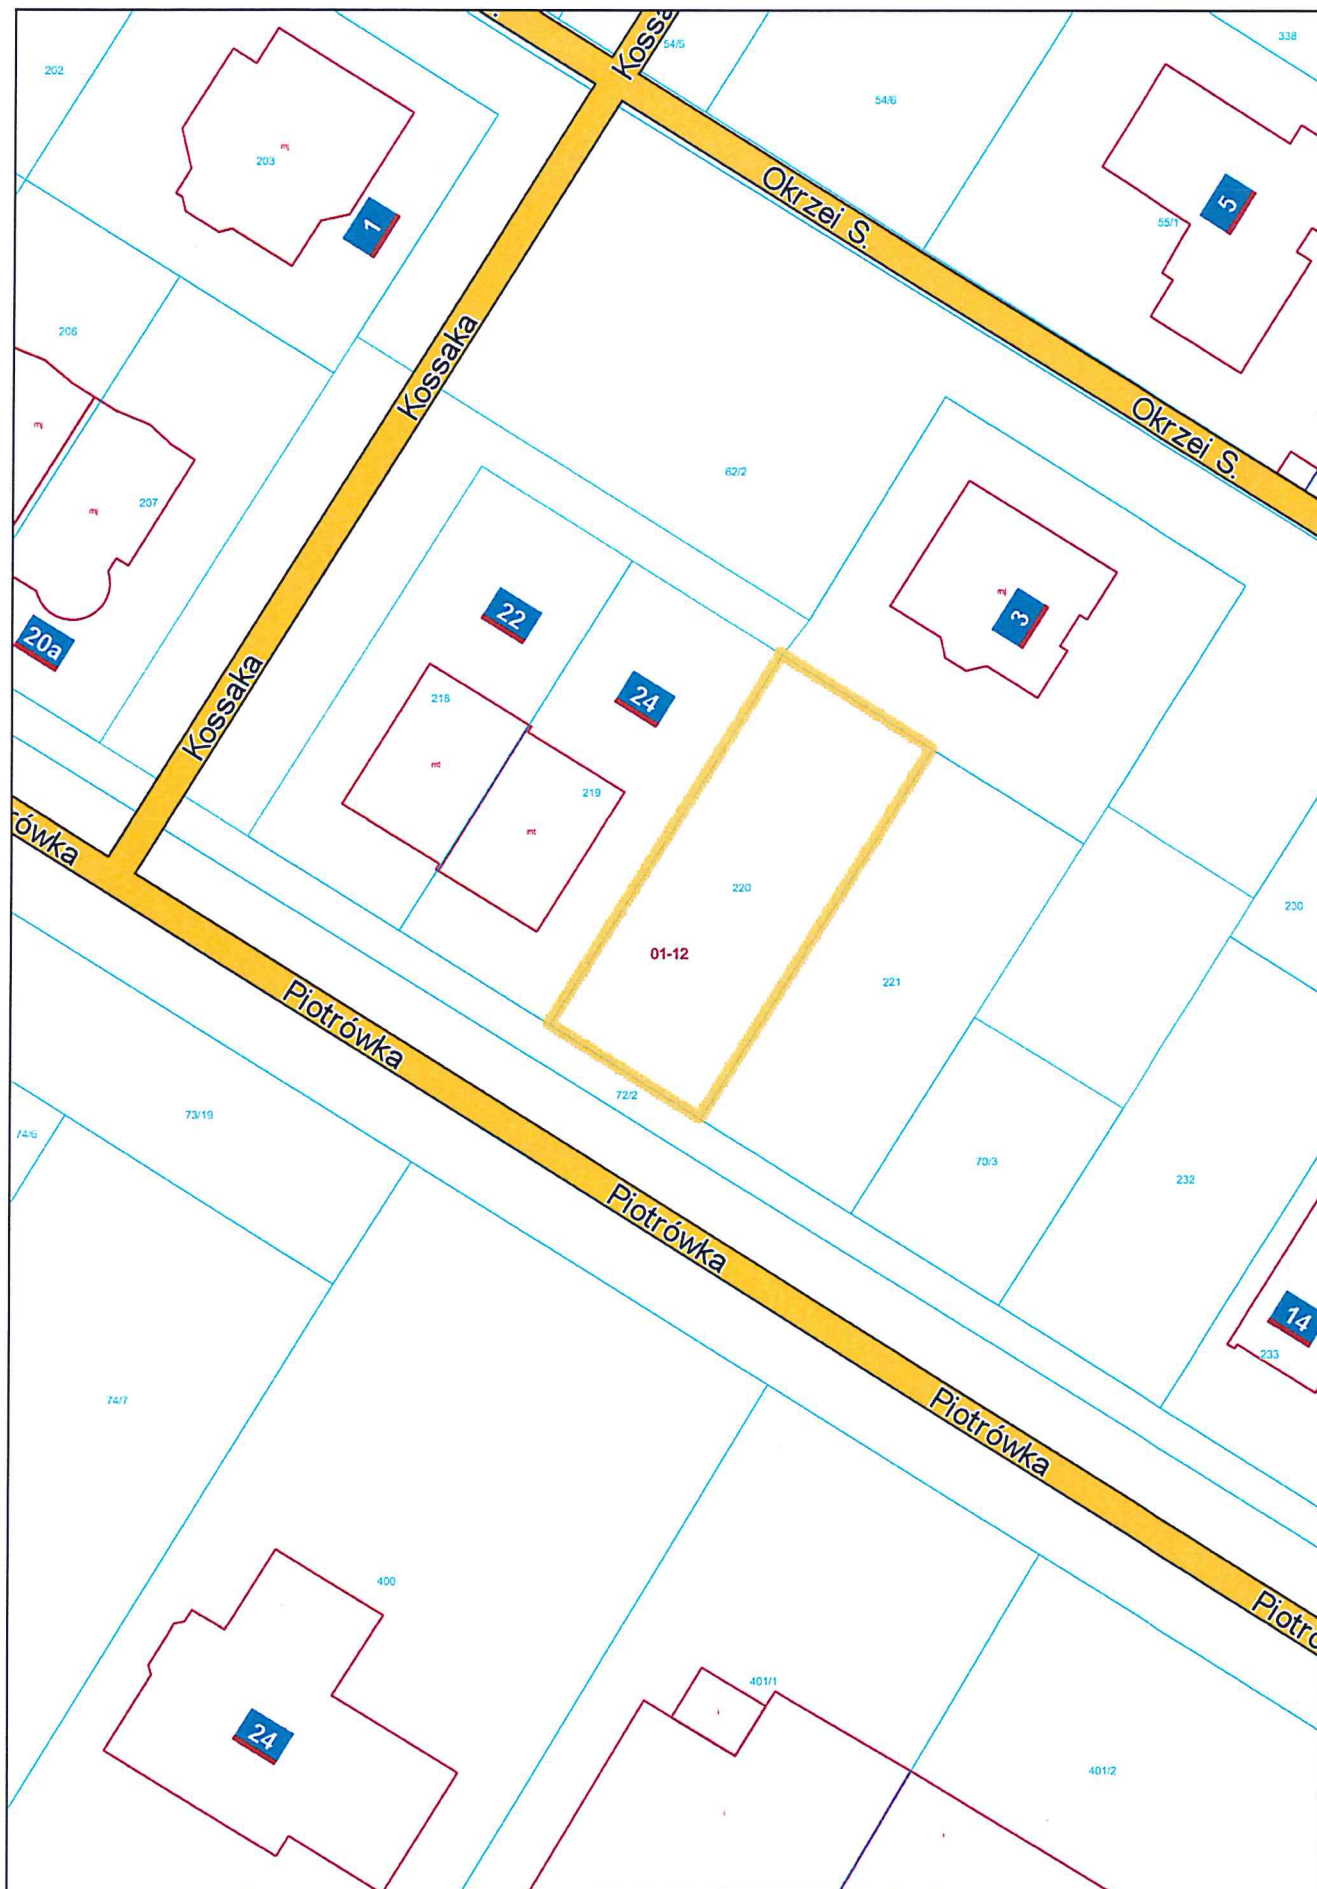 Kossa
54/5
338
202
54/6
mj
203
Okrzei S.
5
1
55/1
206
Kossaka
Okrzei S.
mj
62/2
207
mj
mj
3
22
20a
24
Kossaka
218
mt
219
mt
rówka
220
230
01-12
221
Piotrówka
72/2
73/19
74/6
70/3
232
Piotrówka
14
233
74/7
Piotrówka
400
Piotró
401/1
i
24
401/2
i
i